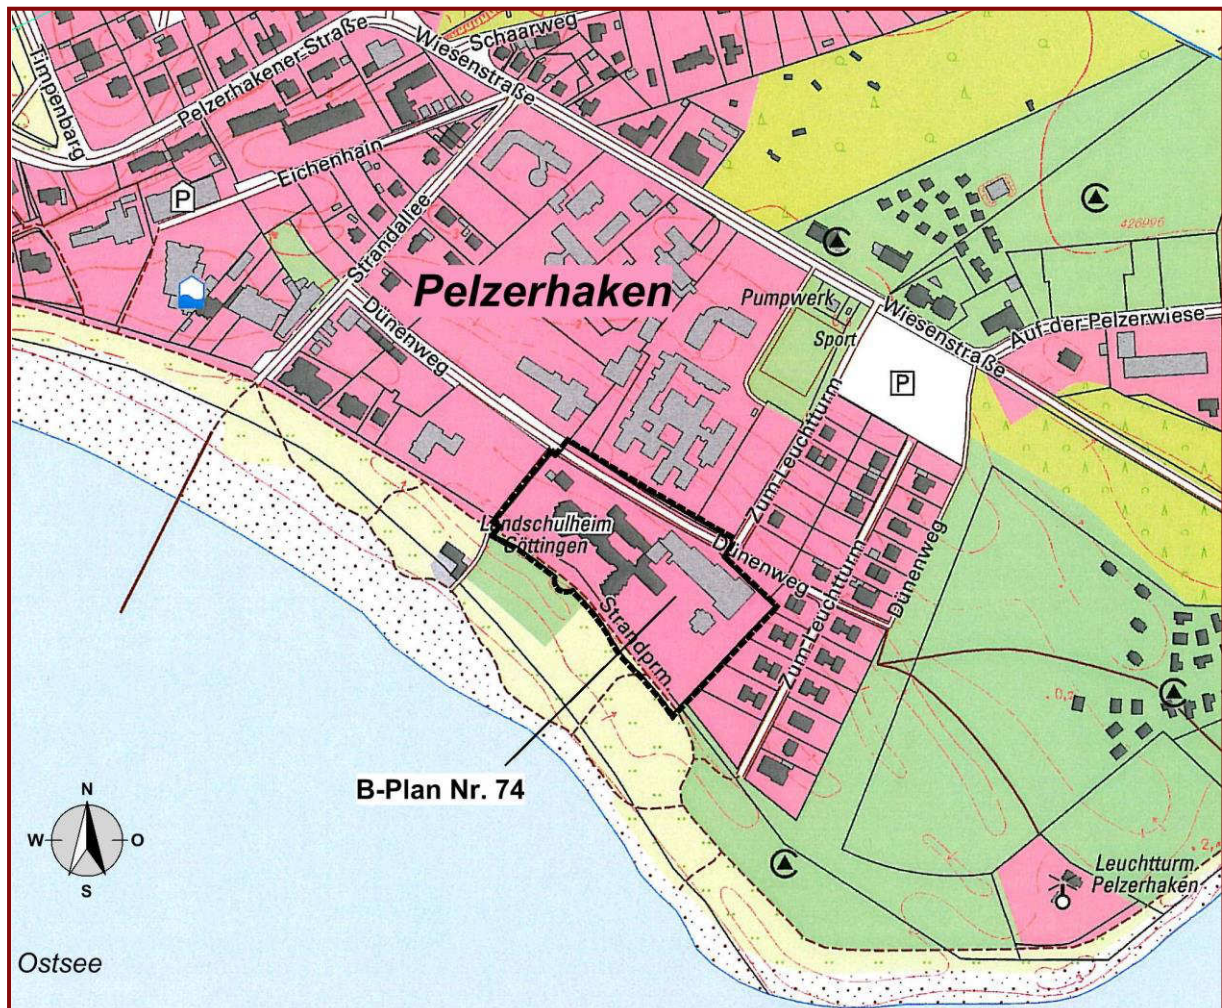 Timpenbarg
Pelzerhakener Straße
Wiesenstraße
Schaarweg
Eichenhain
P
Strandallee
Pelzerhaken
Dünenweg
Pumpwerk
Sport
Wiesenstraße
Auf der Pelzerwiese
P
428996
Zum Leuchtturm
Landschulheim
Göttingen
Dünenweg
Zum Leuchtturm
Dünenweg
Strandprm.
B-Plan Nr. 74
N
W
O
S
Leuchtturm
Pelzerhaken
Ostsee